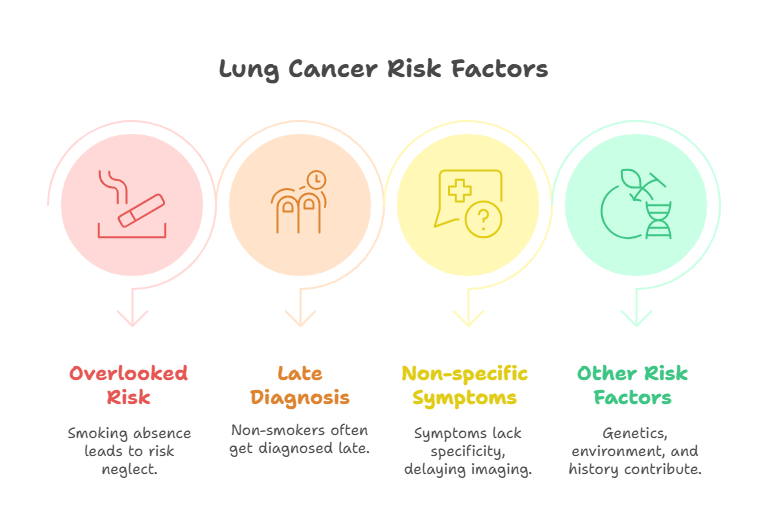 Lung Cancer Risk Factors
Overlooked
Risk
Smoking absence
leads to risk
neglect.
Late
Diagnosis
Non-smokers often
get diagnosed late.
Non-specific
Symptoms
Symptoms lack
specificity,
delaying imaging.
Other Risk
Factors
Genetics,
environment, and
history contribute.